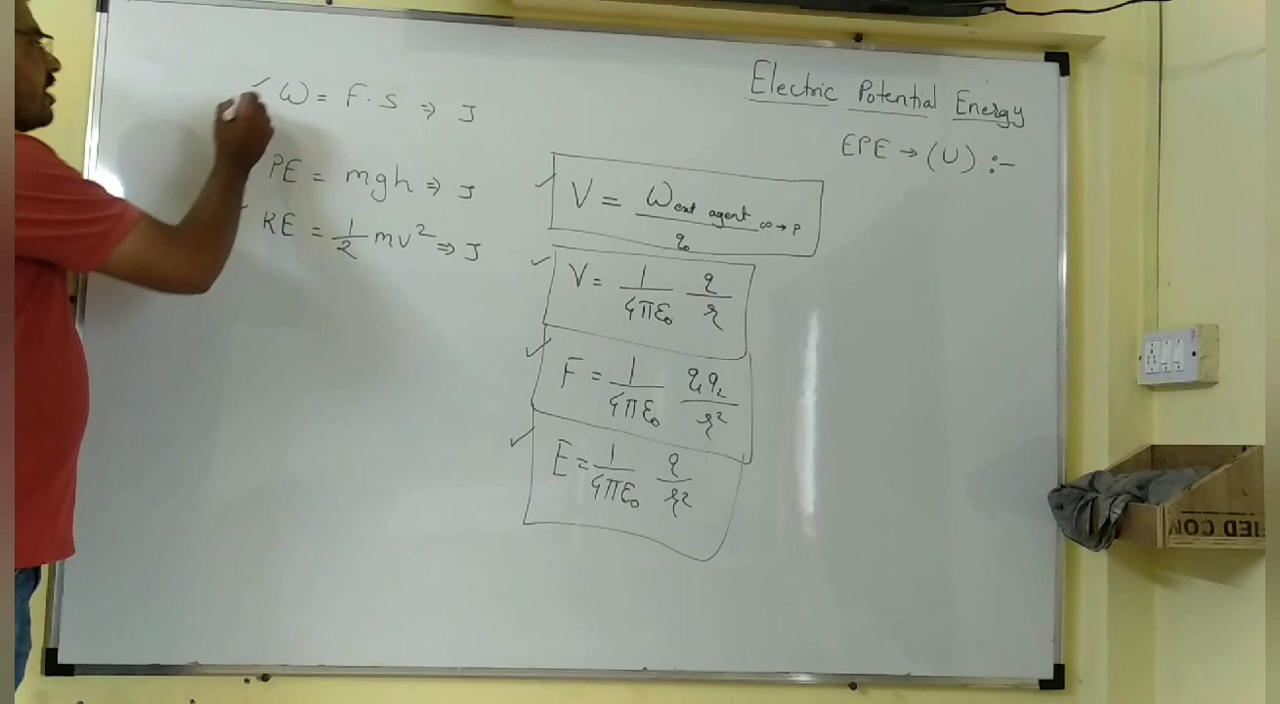 Electric Potential Energy
EPE → (U) :-
✓ W = F . s ⇒ J
PE = mgh ⇒ J
KE = 1/2 mv² ⇒ J
✓ V = W ext agent ∞→P / q₀
✓ V = 1/4πε₀ q/r
✓ F = 1/4πε₀ q₁q₂/r²
✓ E = 1/4πε₀ q/r²